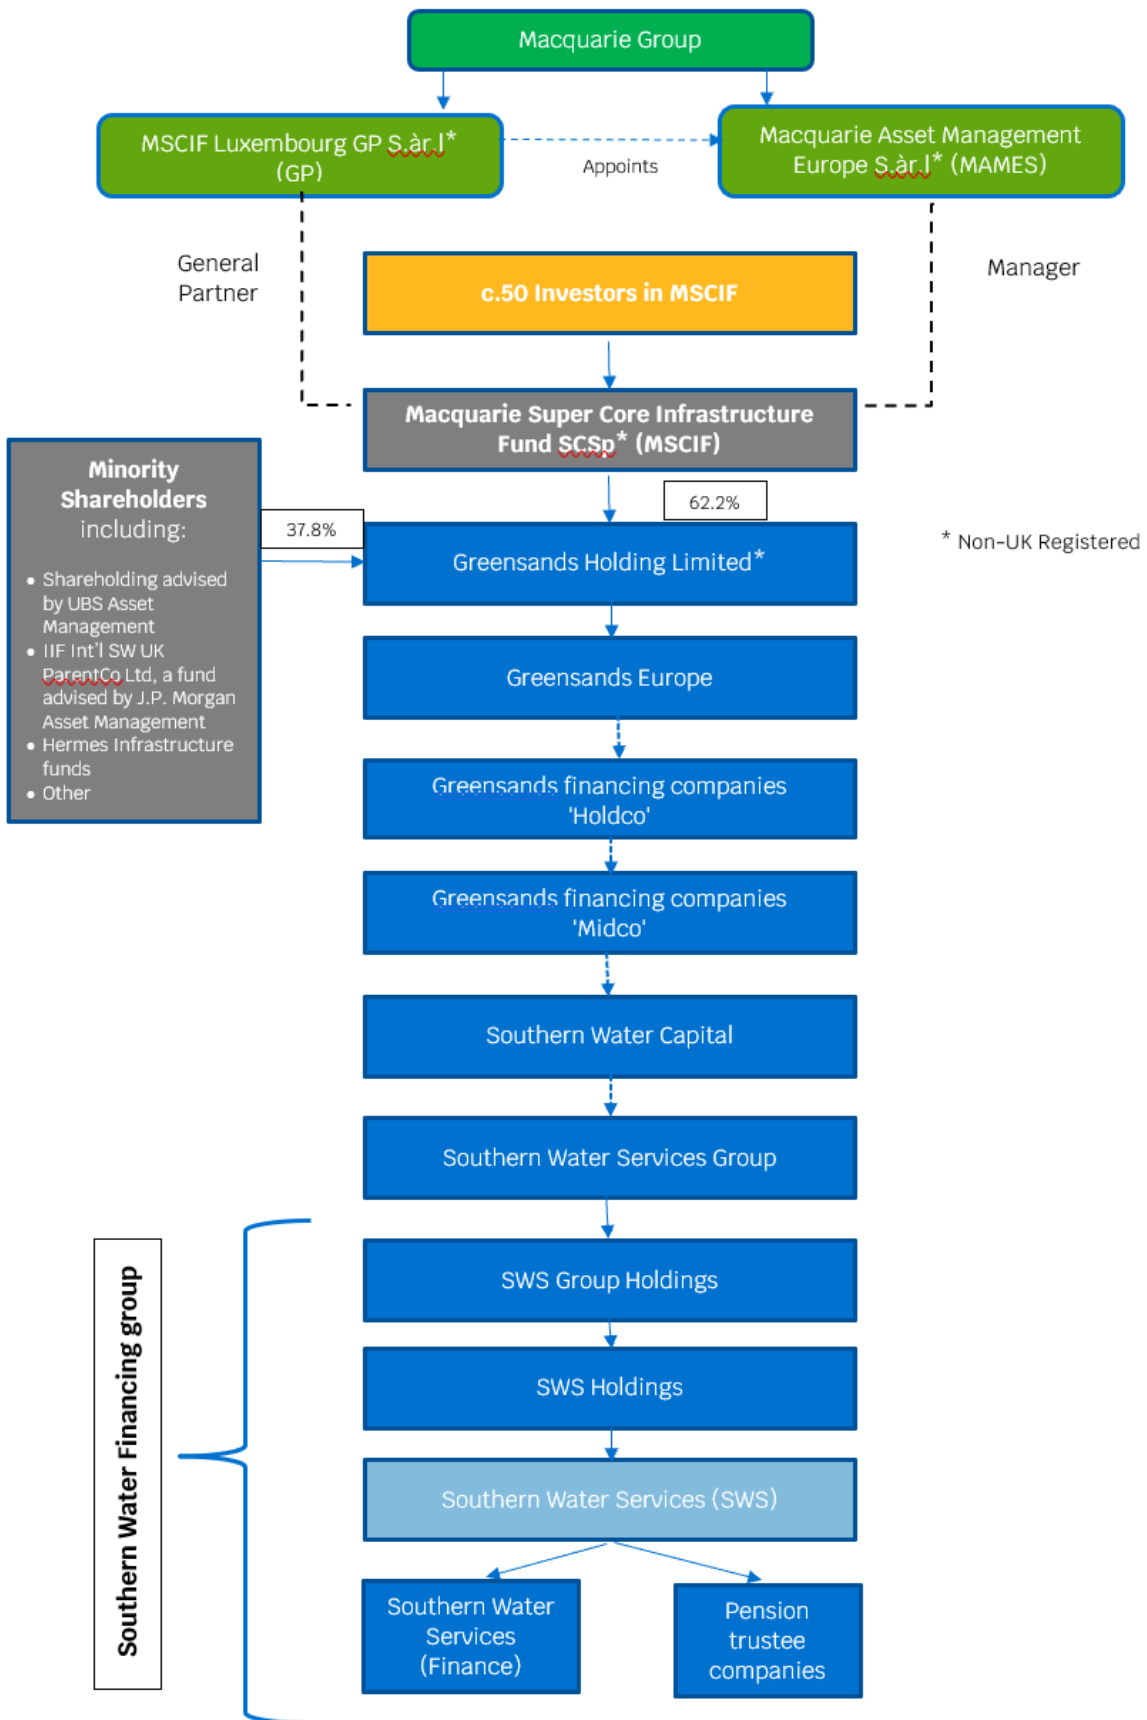 Macquarie Group
MSCIF Luxembourg GP S.àr.l*
(GP)
Appoints
Macquarie Asset Management
Europe S.àr.l* (MAMES)
General
Partner
Manager
c.50 Investors in MSCIF
Macquarie Super Core Infrastructure
Fund SCSp* (MSCIF)
Minority
Shareholders
including:
• Shareholding advised
by UBS Asset
Management
• IIF Int'l SW UK
ParentCo Ltd, a fund
advised by J.P. Morgan
Asset Management
• Hermes Infrastructure
funds
• Other
37.8%
62.2%
Greensands Holding Limited*
* Non-UK Registered
Greensands Europe
Greensands financing companies
'Holdco'
Greensands financing companies
'Midco'
Southern Water Capital
Southern Water Services Group
Southern Water Financing group
SWS Group Holdings
SWS Holdings
Southern Water Services (SWS)
Southern Water
Services
(Finance)
Pension
trustee
companies